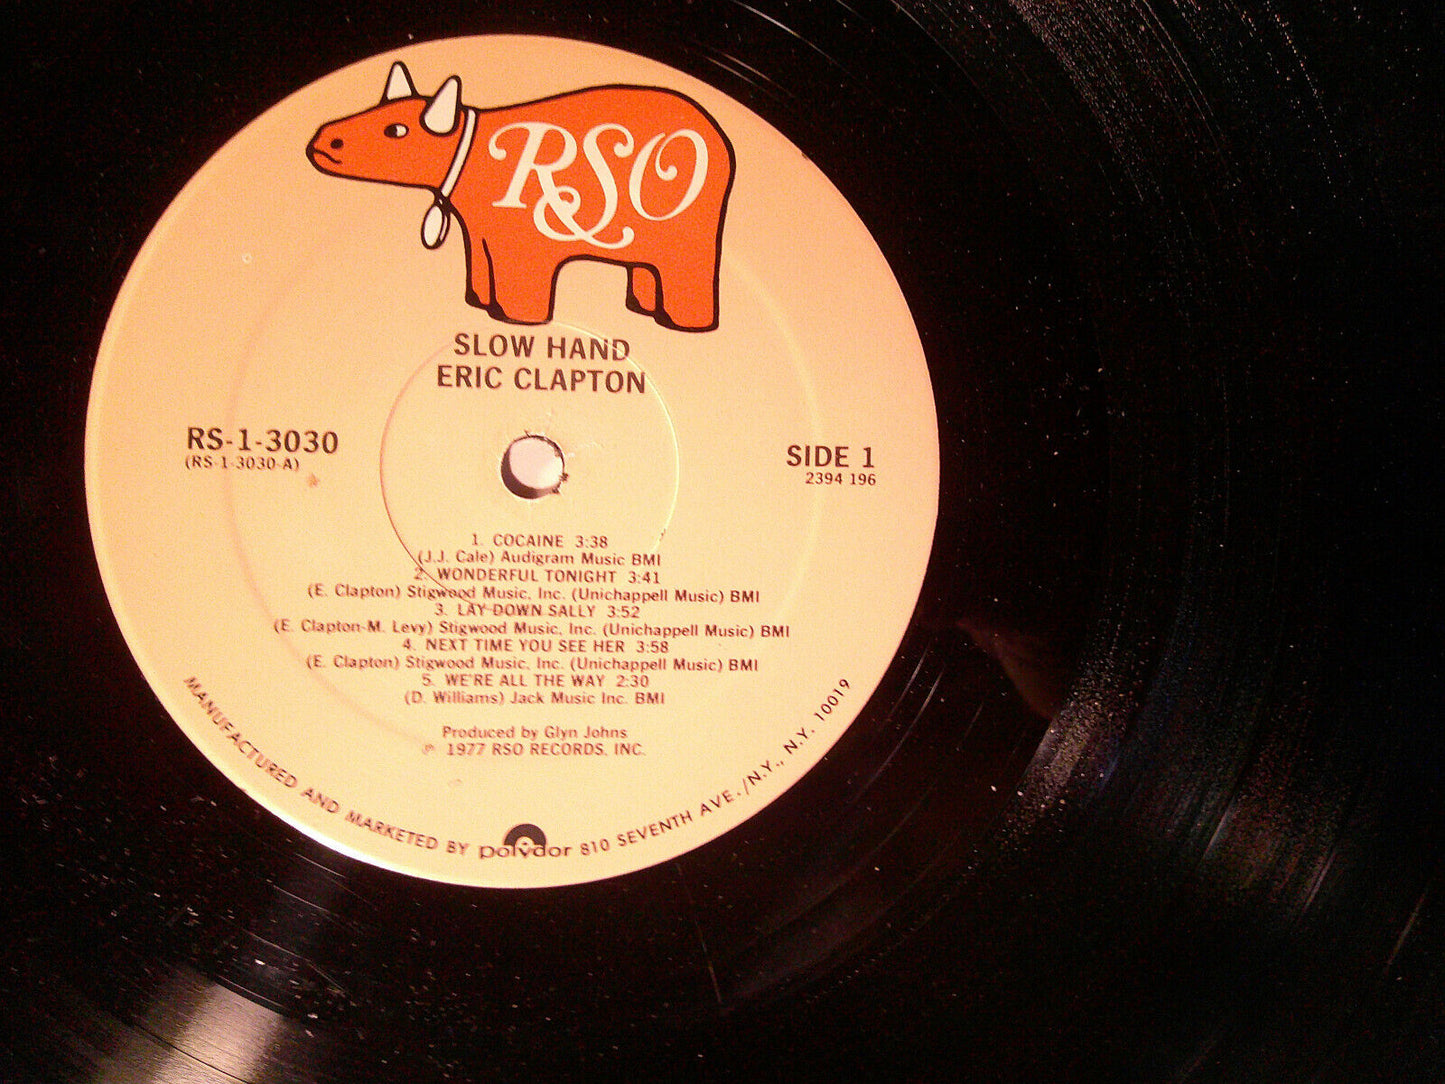 RSO
SLOW HAND
ERIC CLAPTON
RS-1-3030
(RS-1-3030-A)
SIDE 1
2394 196
1. COCAINE 3:38
(J.J. Cale) Audigram Music BMI
2. WONDERFUL TONIGHT 3:41
(E. Clapton) Stigwood Music, Inc. (Unichappell Music) BMI
3. LAY DOWN SALLY 3:52
(E. Clapton-M. Levy) Stigwood Music, Inc. (Unichappell Music) BMI
4. NEXT TIME YOU SEE HER 3:58
(E. Clapton) Stigwood Music, Inc. (Unichappell Music) BMI
5. WE'RE ALL THE WAY 2:30
(D. Williams) Jack Music Inc. BMI
Produced by Glyn Johns
℗ 1977 RSO RECORDS, INC.
MANUFACTURED AND MARKETED BY polydor 810 SEVENTH AVE./N.Y., N.Y. 10019